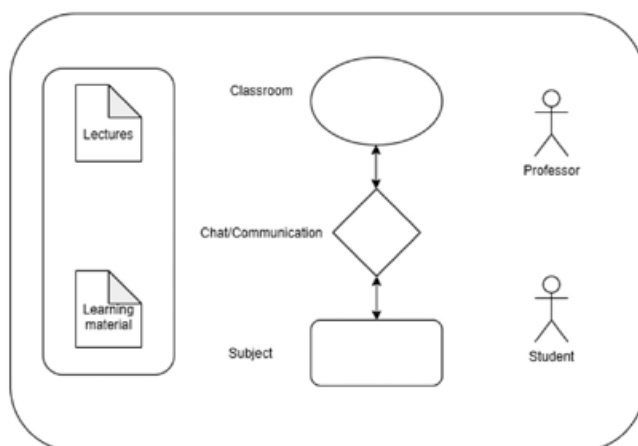 Classroom
Lectures
Professor
Chat/Communication
Learning
material
Subject
Student